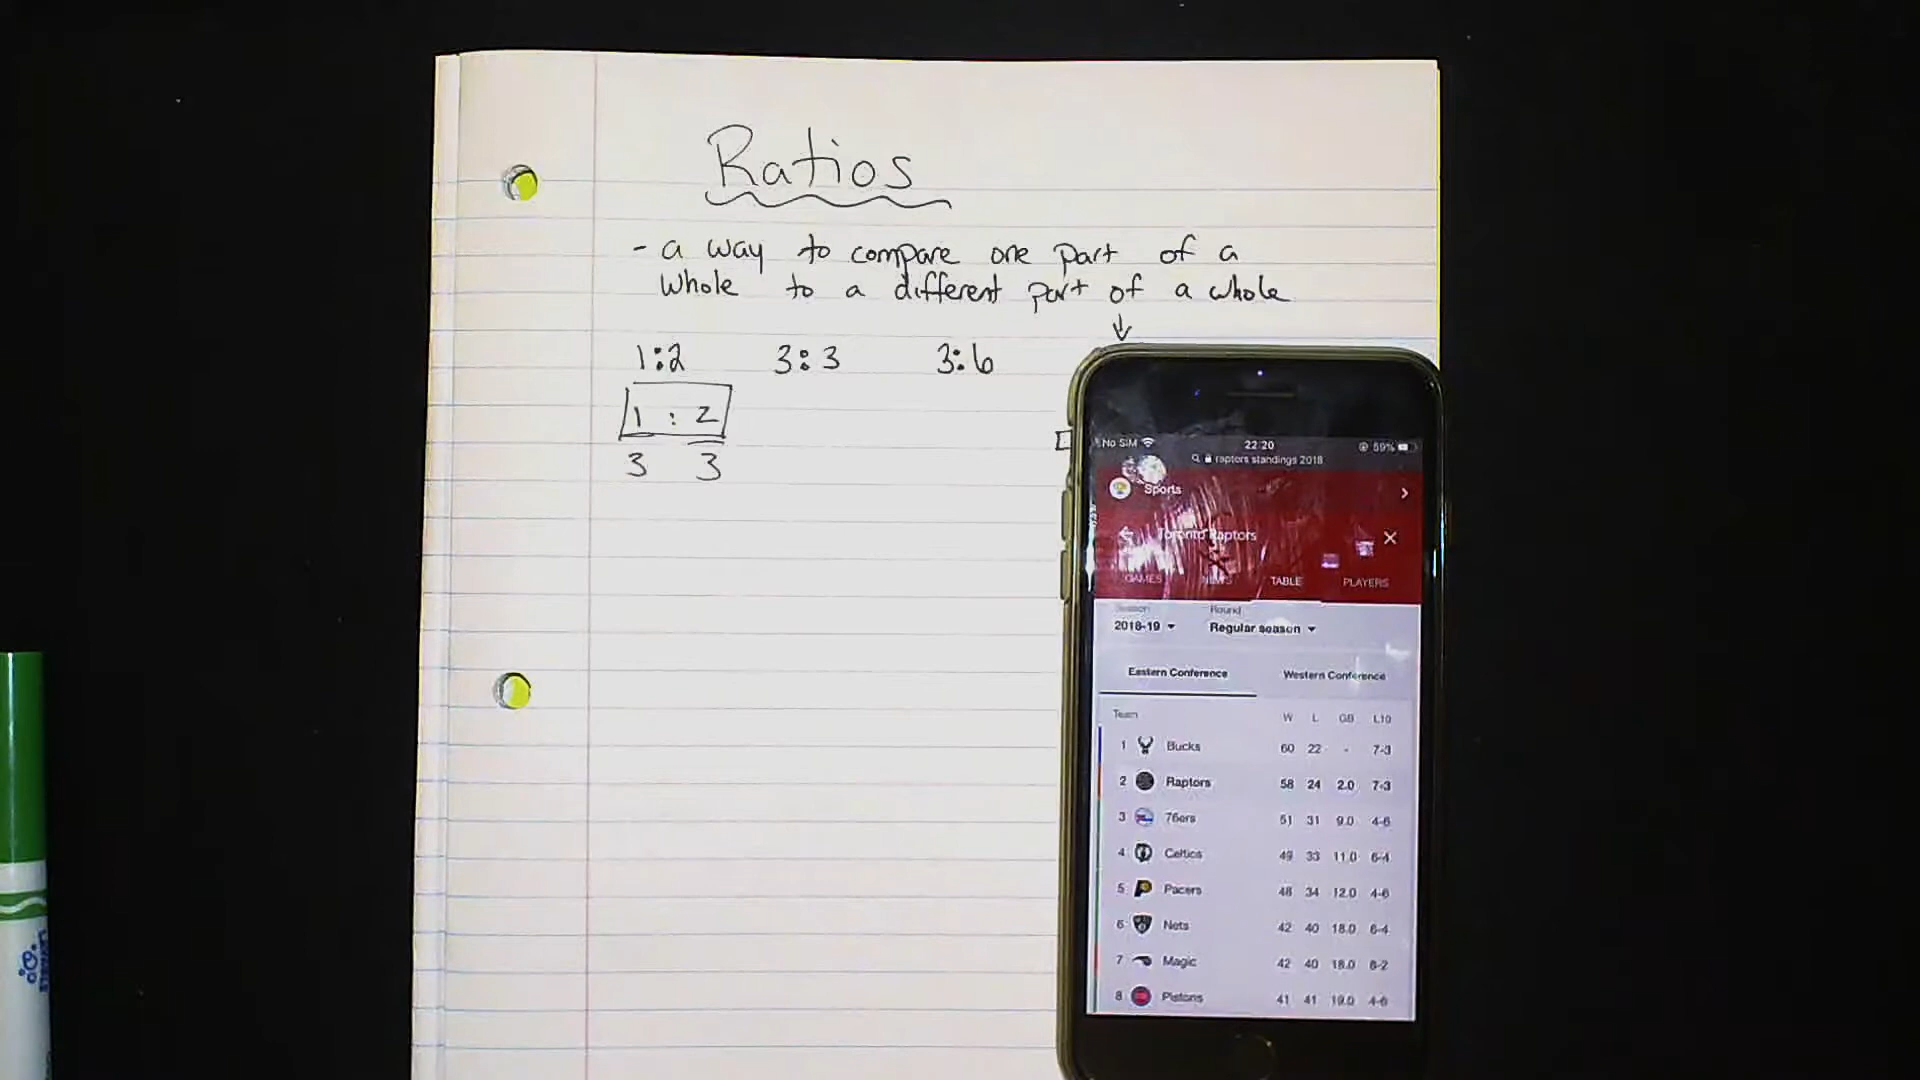 Ratios
- a way to compare one part of a
whole to a different part of a whole
1:2 3:3 3:6
1 : 2
3 3
No SIM 22:20 59%
raptors standings 2018
Sports
Toronto Raptors
GAMES NEWS TABLE PLAYERS
Season Round
2018-19 Regular season
Eastern Conference Western Conference
Team W L GB L10
1 Bucks 60 22 - 7-3
2 Raptors 58 24 2.0 7-3
3 76ers 51 31 9.0 4-6
4 Celtics 49 33 11.0 6-4
5 Pacers 48 34 12.0 4-6
6 Nets 42 40 18.0 6-4
7 Magic 42 40 18.0 8-2
8 Pistons 41 41 19.0 4-6